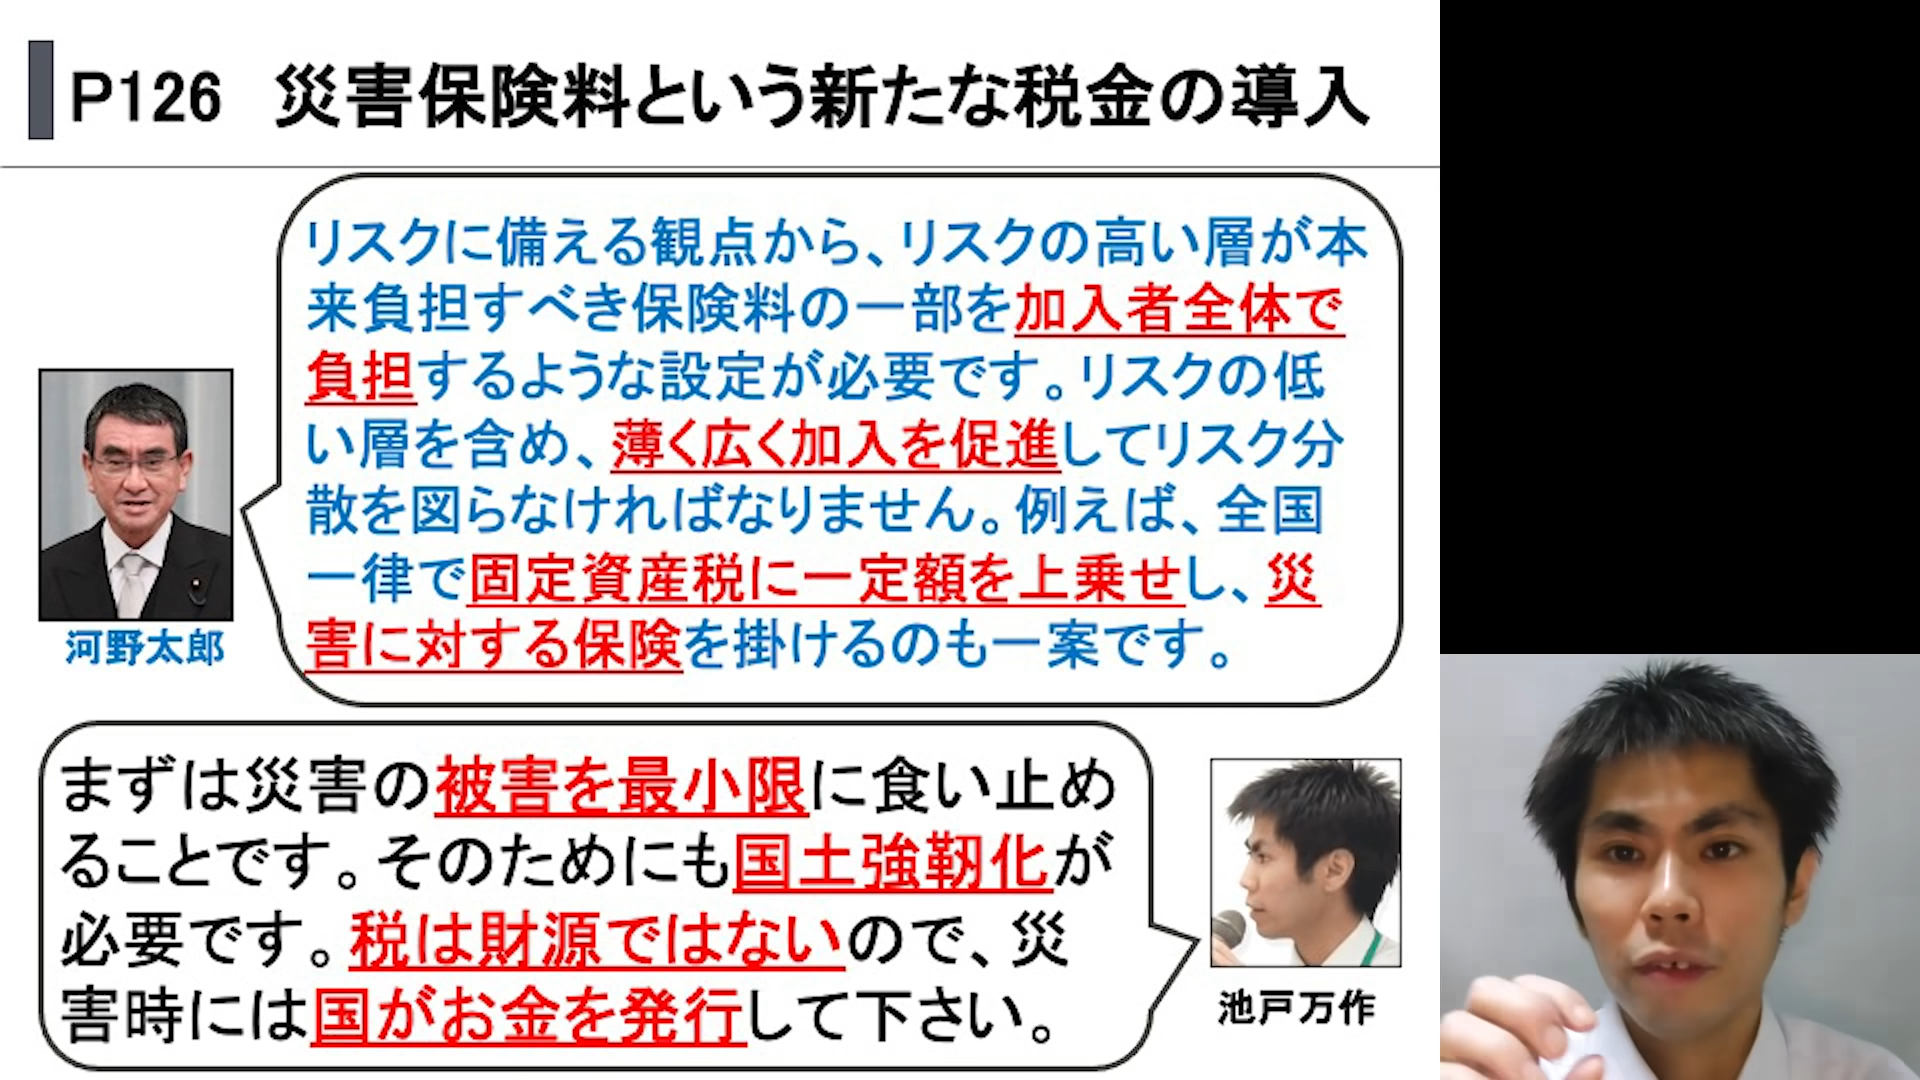 P126 災害保険料という新たな税金の導入
リスクに備える観点から、リスクの高い層が本
来負担すべき保険料の一部を加入者全体で
負担するような設定が必要です。リスクの低
い層を含め、薄く広く加入を促進してリスク分
散を図らなければなりません。例えば、全国
一律で固定資産税に一定額を上乗せし、災
害に対する保険を掛けるのも一案です。
河野太郎
まずは災害の被害を最小限に食い止め
ることです。そのためにも国土強靭化が
必要です。税は財源ではないので、災
害時には国がお金を発行して下さい。
池戸万作